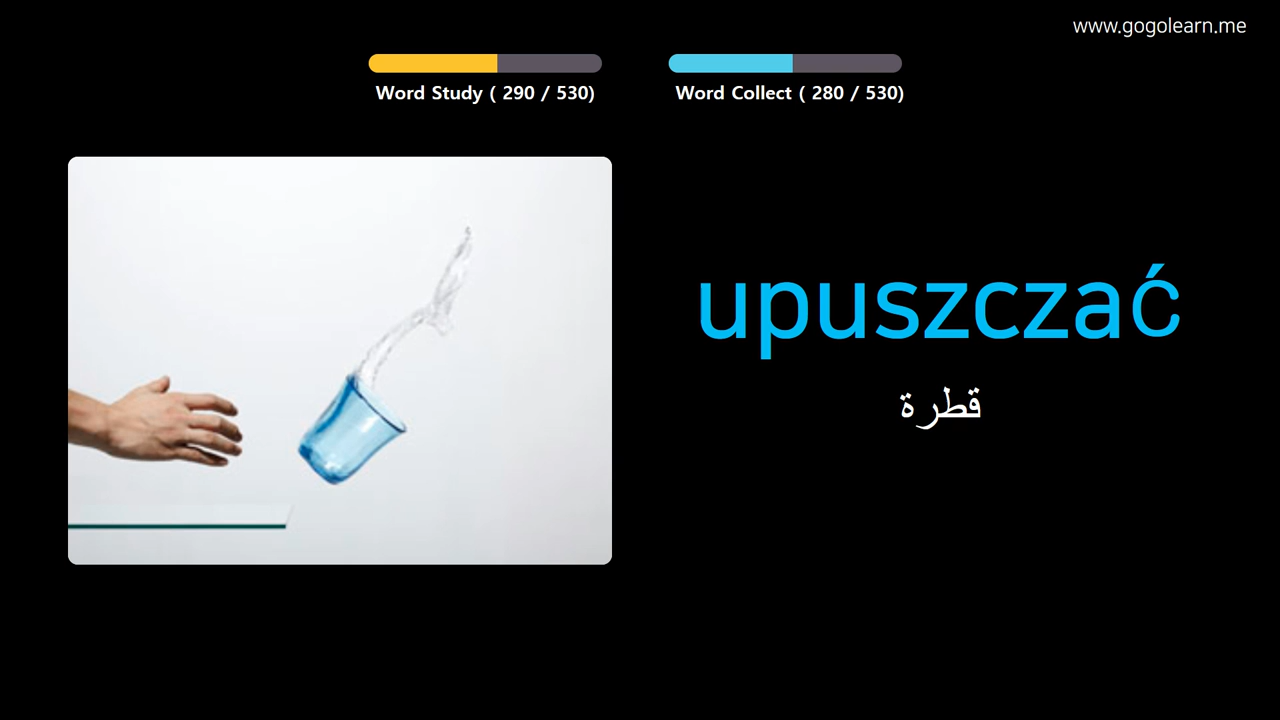 www.gogolearn.me
Word Study ( 290 / 530)
Word Collect ( 280 / 530)
upuszczać
قطرة